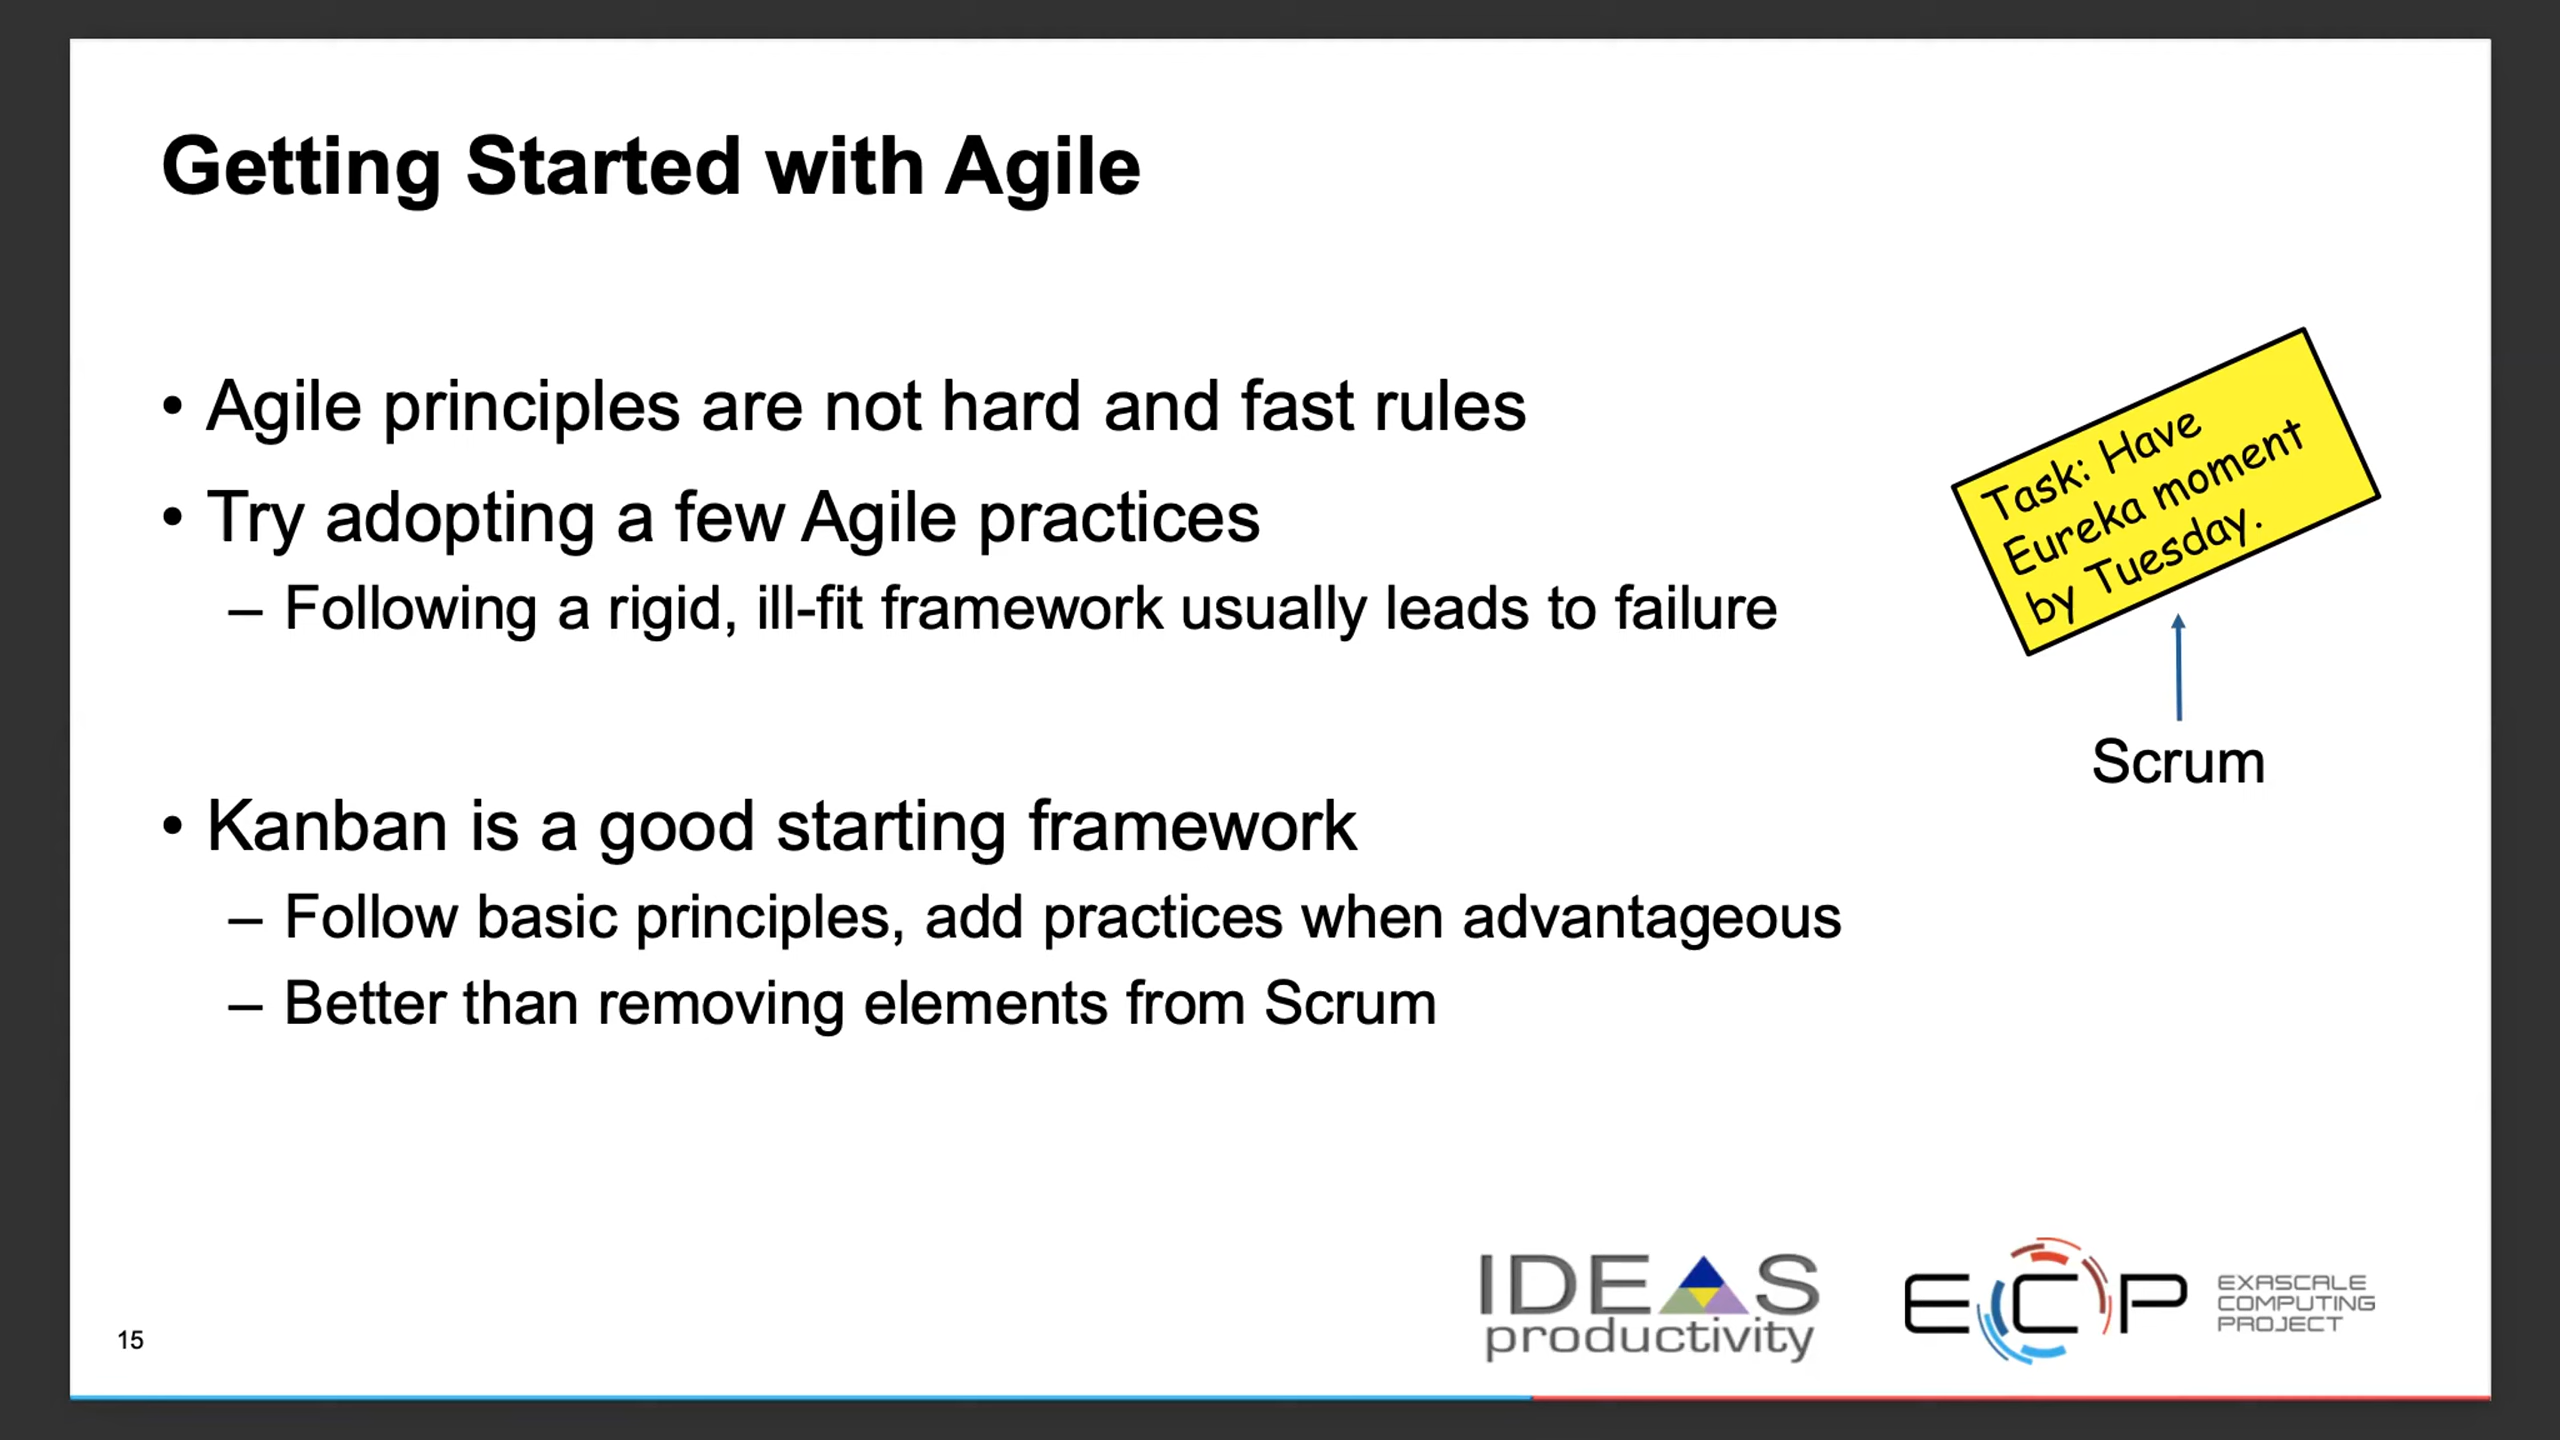 Getting Started with Agile
• Agile principles are not hard and fast rules
• Try adopting a few Agile practices
– Following a rigid, ill-fit framework usually leads to failure
Task: Have
Eureka moment
by Tuesday.
Scrum
• Kanban is a good starting framework
– Follow basic principles, add practices when advantageous
– Better than removing elements from Scrum
15
IDEAS
productivity
ECP
EXASCALE
COMPUTING
PROJECT